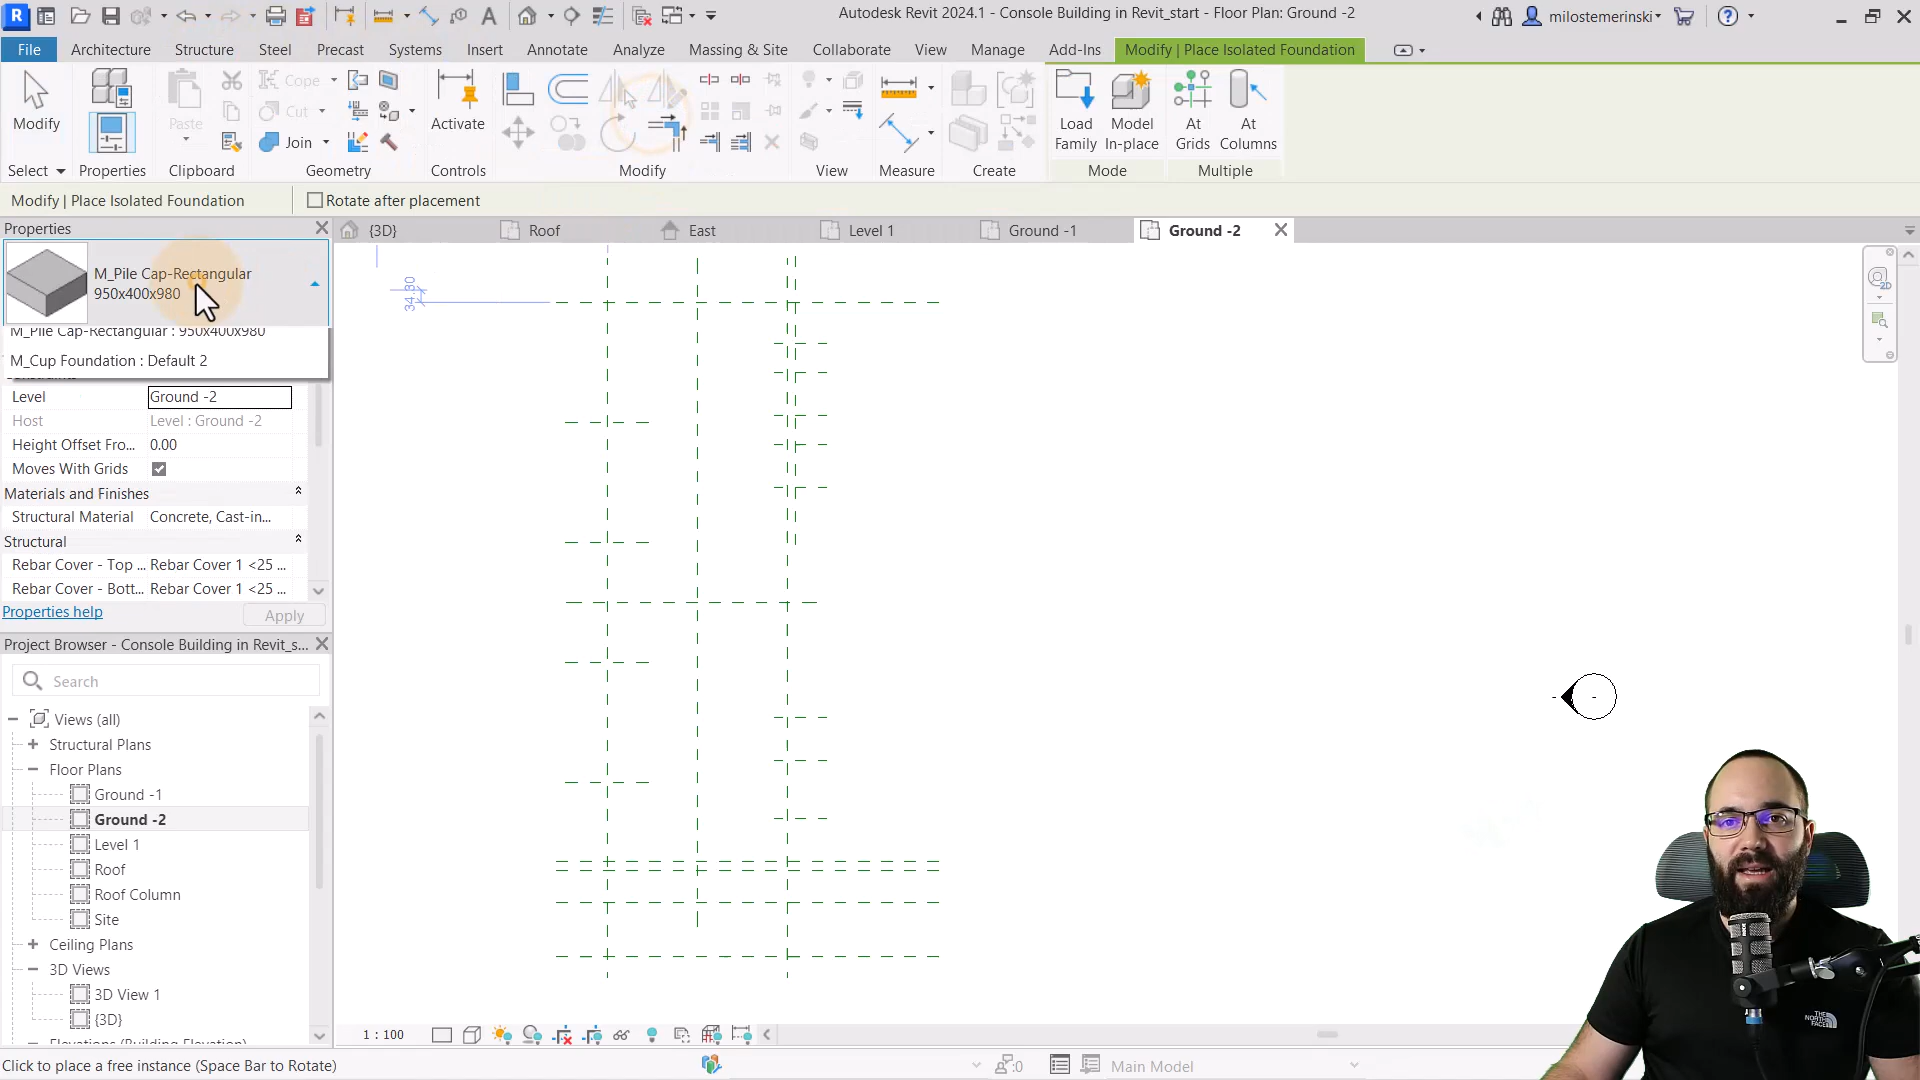 Autodesk Revit 2024.1 - Console Building in Revit_start - Floor Plan: Ground -2
milostemerinski
File Architecture Structure Steel Precast Systems Insert Annotate Analyze Massing & Site Collaborate View Manage Add-Ins Modify | Place Isolated Foundation
Modify
Paste
Cope
Cut
Join
Activate
Load Family
Model In-place
At Grids
At Columns
Select Properties Clipboard Geometry Controls Modify View Measure Create Mode Multiple
Modify | Place Isolated Foundation
Rotate after placement
Properties
{3D} Roof East Level 1 Ground -1 Ground -2
M_Pile Cap-Rectangular
950x400x980
M_Pile Cap-Rectangular : 950x400x980
M_Cup Foundation : Default 2
Level Ground -2
Host Level : Ground -2
Height Offset Fro... 0.00
Moves With Grids
Materials and Finishes
Structural Material Concrete, Cast-in...
Structural
Rebar Cover - Top ... Rebar Cover 1 <25 ...
Rebar Cover - Bott... Rebar Cover 1 <25 ...
Properties help
Apply
Project Browser - Console Building in Revit_s...
Search
Views (all)
Structural Plans
Floor Plans
Ground -1
Ground -2
Level 1
Roof
Roof Column
Site
Ceiling Plans
3D Views
3D View 1
{3D}
Elevations (Building Elevation)
34.80
2D
1 : 100
Click to place a free instance (Space Bar to Rotate)
:0
Main Model
THE NORTH FACE